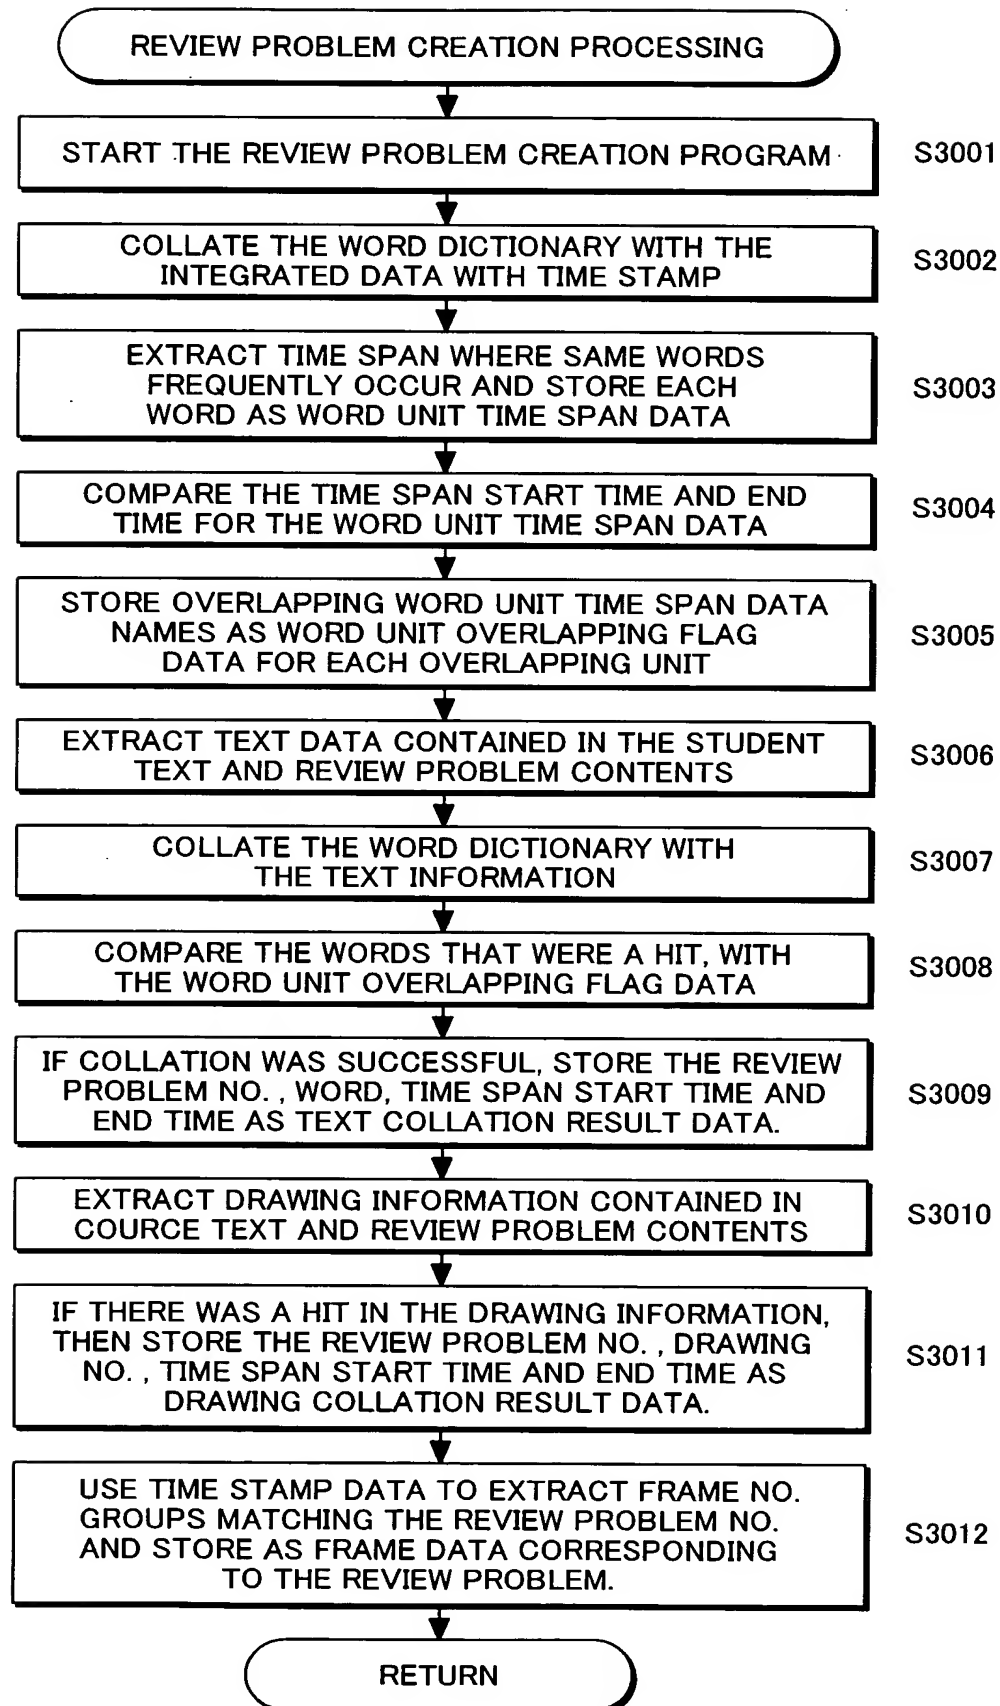 REVIEW PROBLEM CREATION PROCESSING
START THE REVIEW PROBLEM CREATION PROGRAM
S3001
COLLATE THE WORD DICTIONARY WITH THE
INTEGRATED DATA WITH TIME STAMP
S3002
EXTRACT TIME SPAN WHERE SAME WORDS
FREQUENTLY OCCUR AND STORE EACH
WORD AS WORD UNIT TIME SPAN DATA
S3003
COMPARE THE TIME SPAN START TIME AND END
TIME FOR THE WORD UNIT TIME SPAN DATA
S3004
STORE OVERLAPPING WORD UNIT TIME SPAN DATA
NAMES AS WORD UNIT OVERLAPPING FLAG
DATA FOR EACH OVERLAPPING UNIT
S3005
EXTRACT TEXT DATA CONTAINED IN THE STUDENT
TEXT AND REVIEW PROBLEM CONTENTS
S3006
COLLATE THE WORD DICTIONARY WITH
THE TEXT INFORMATION
S3007
COMPARE THE WORDS THAT WERE A HIT, WITH
THE WORD UNIT OVERLAPPING FLAG DATA
S3008
IF COLLATION WAS SUCCESSFUL, STORE THE REVIEW
PROBLEM NO. , WORD, TIME SPAN START TIME AND
END TIME AS TEXT COLLATION RESULT DATA.
S3009
EXTRACT DRAWING INFORMATION CONTAINED IN
COURCE TEXT AND REVIEW PROBLEM CONTENTS
S3010
IF THERE WAS A HIT IN THE DRAWING INFORMATION,
THEN STORE THE REVIEW PROBLEM NO. , DRAWING
NO. , TIME SPAN START TIME AND END TIME AS
DRAWING COLLATION RESULT DATA.
S3011
USE TIME STAMP DATA TO EXTRACT FRAME NO.
GROUPS MATCHING THE REVIEW PROBLEM NO.
AND STORE AS FRAME DATA CORRESPONDING
TO THE REVIEW PROBLEM.
S3012
RETURN